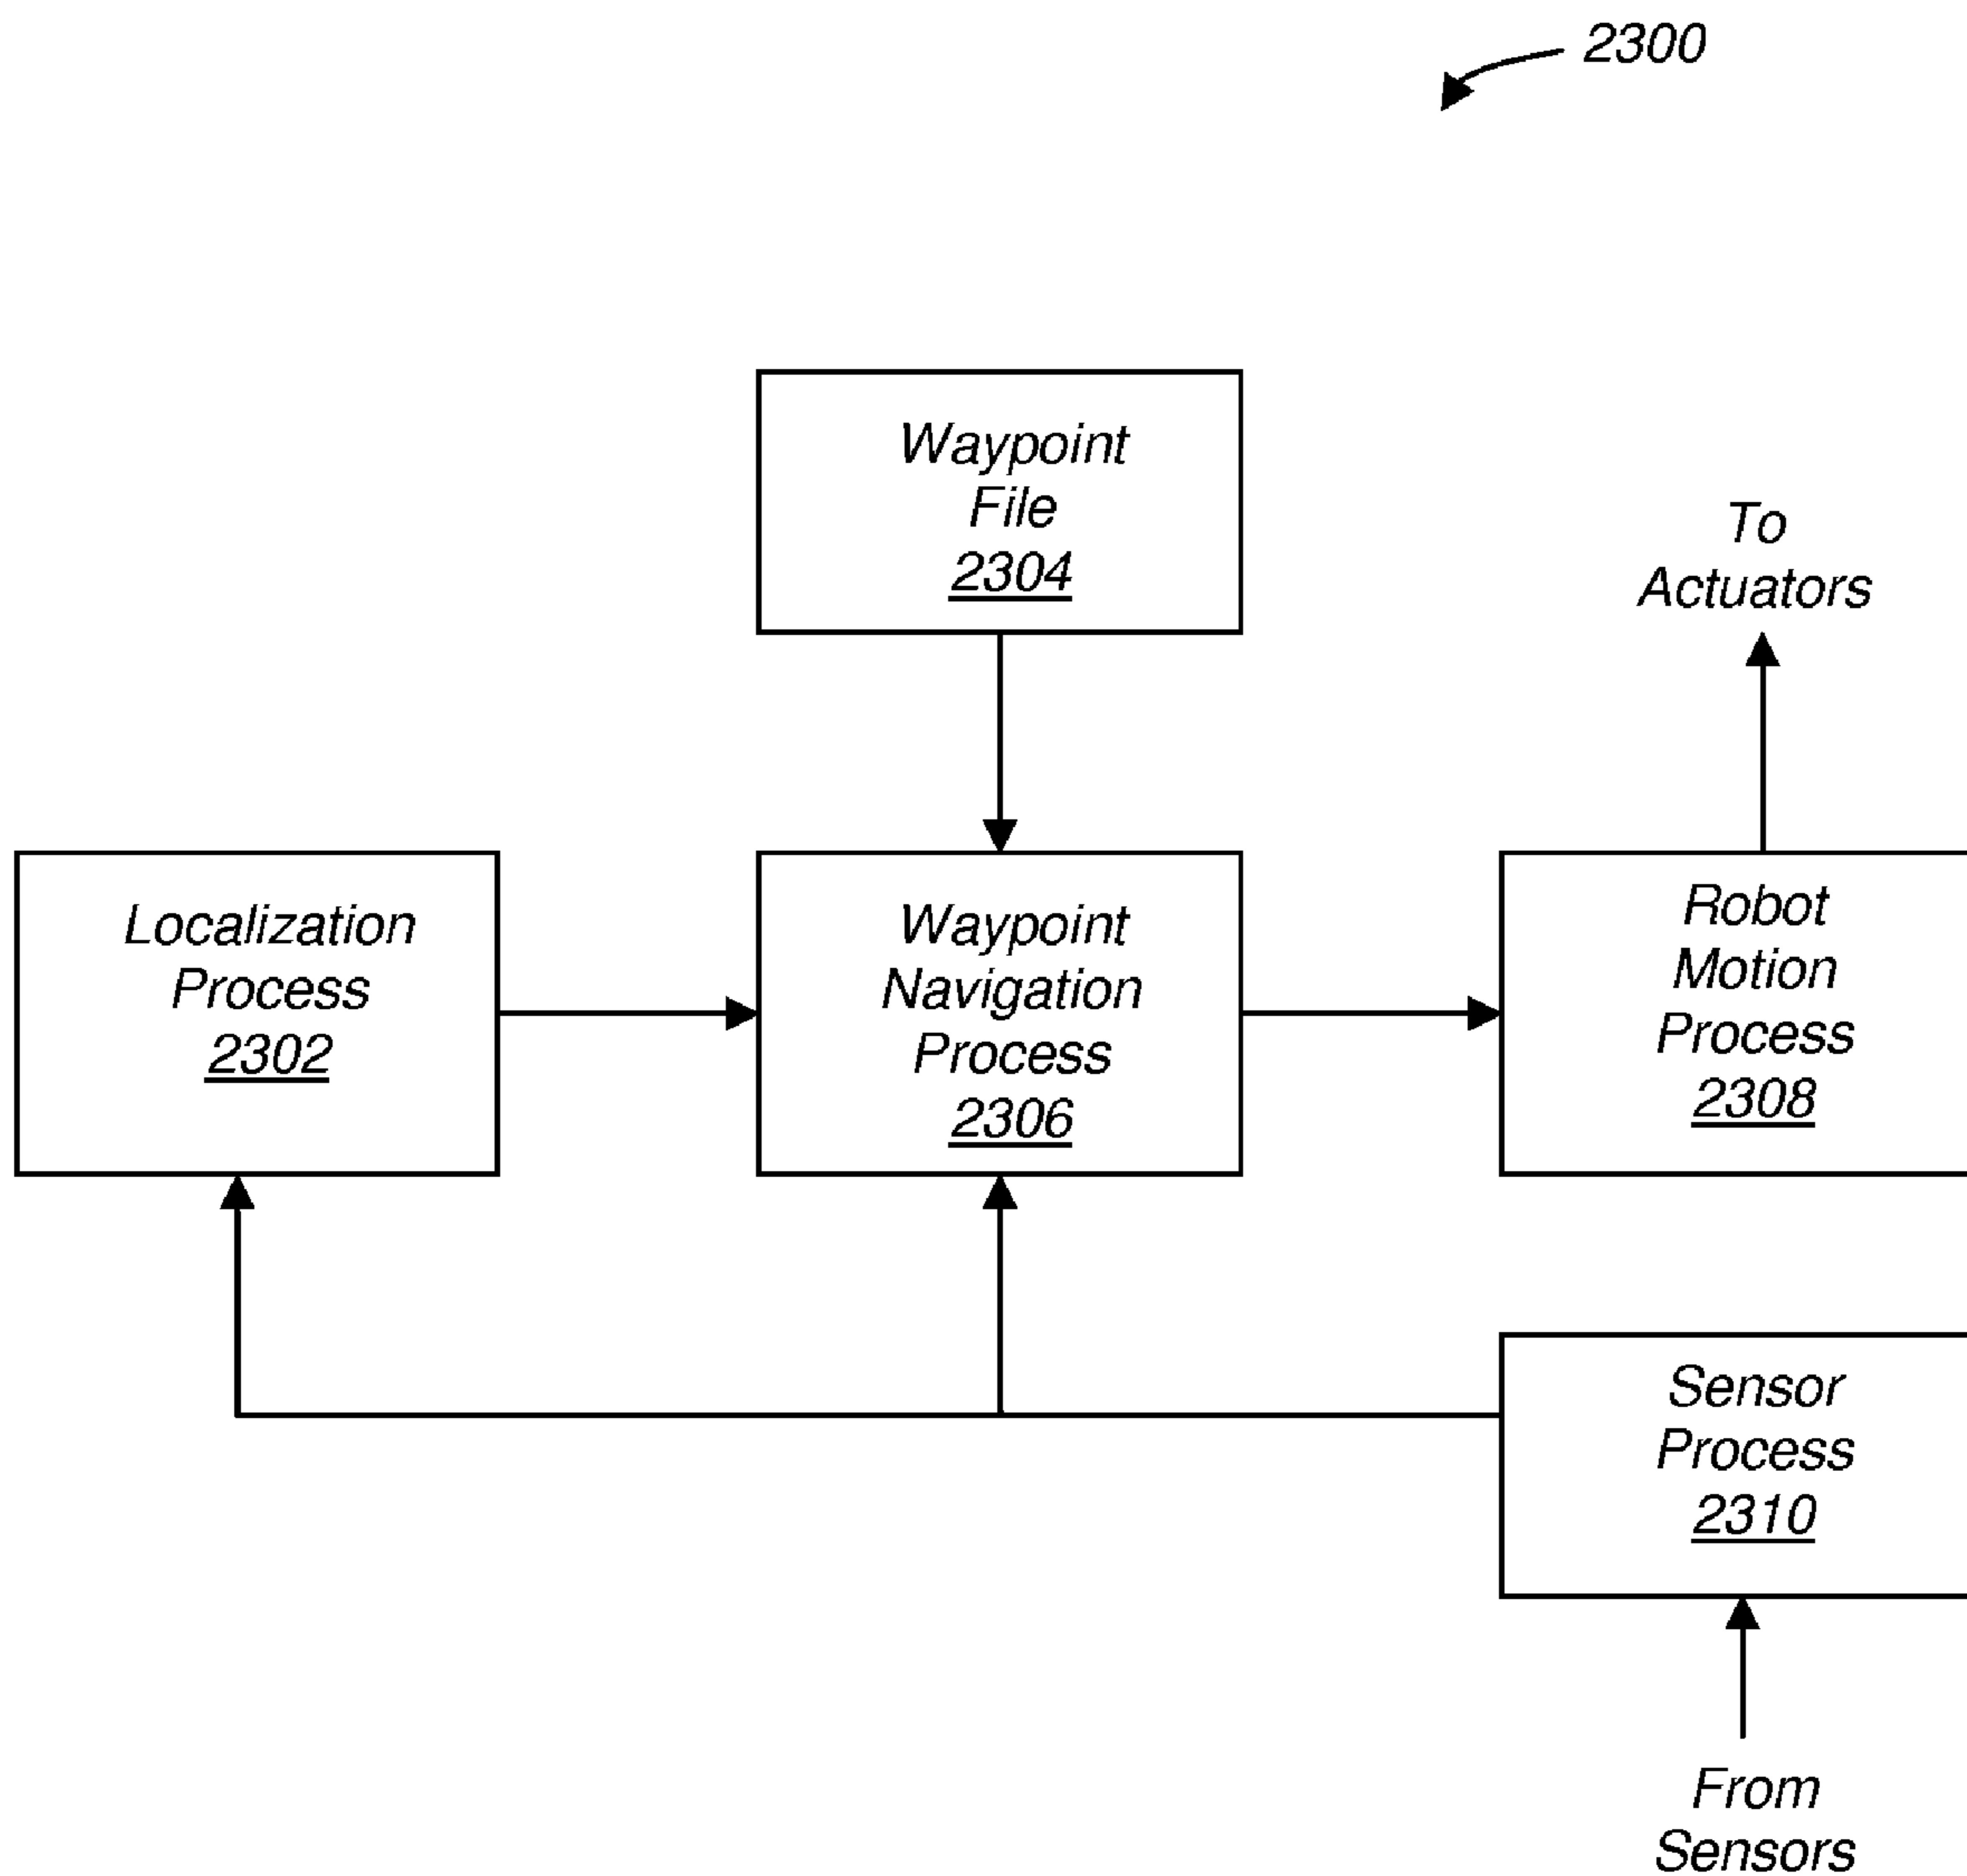 2300
Waypoint
File
2304
To
Actuators
Localization
Process
2302
Waypoint
Navigation
Process
2306
Robot
Motion
Process
2308
Sensor
Process
2310
From
Sensors